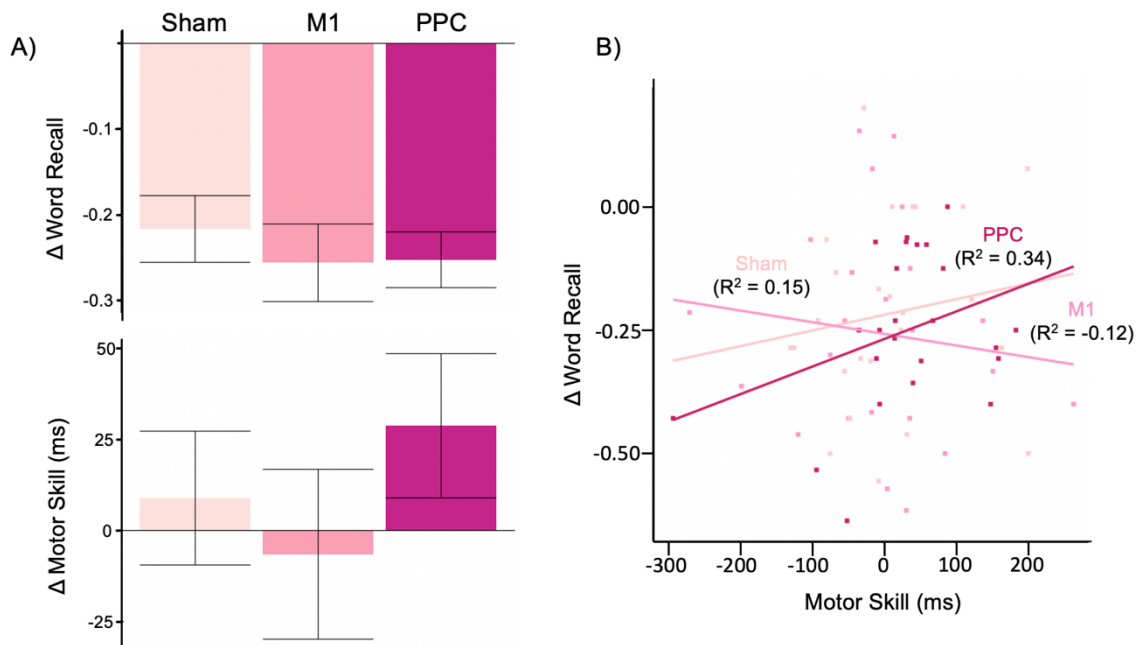 Sham M1 PPC
A)
-0.1
-0.2
-0.3
Δ Word Recall
50
25
0
-25
Δ Motor Skill (ms)
B)
0.00
-0.25
-0.50
Δ Word Recall
PPC
(R² = 0.34)
Sham
(R² = 0.15)
M1
(R² = -0.12)
-300 -200 -100 0 100 200
Motor Skill (ms)